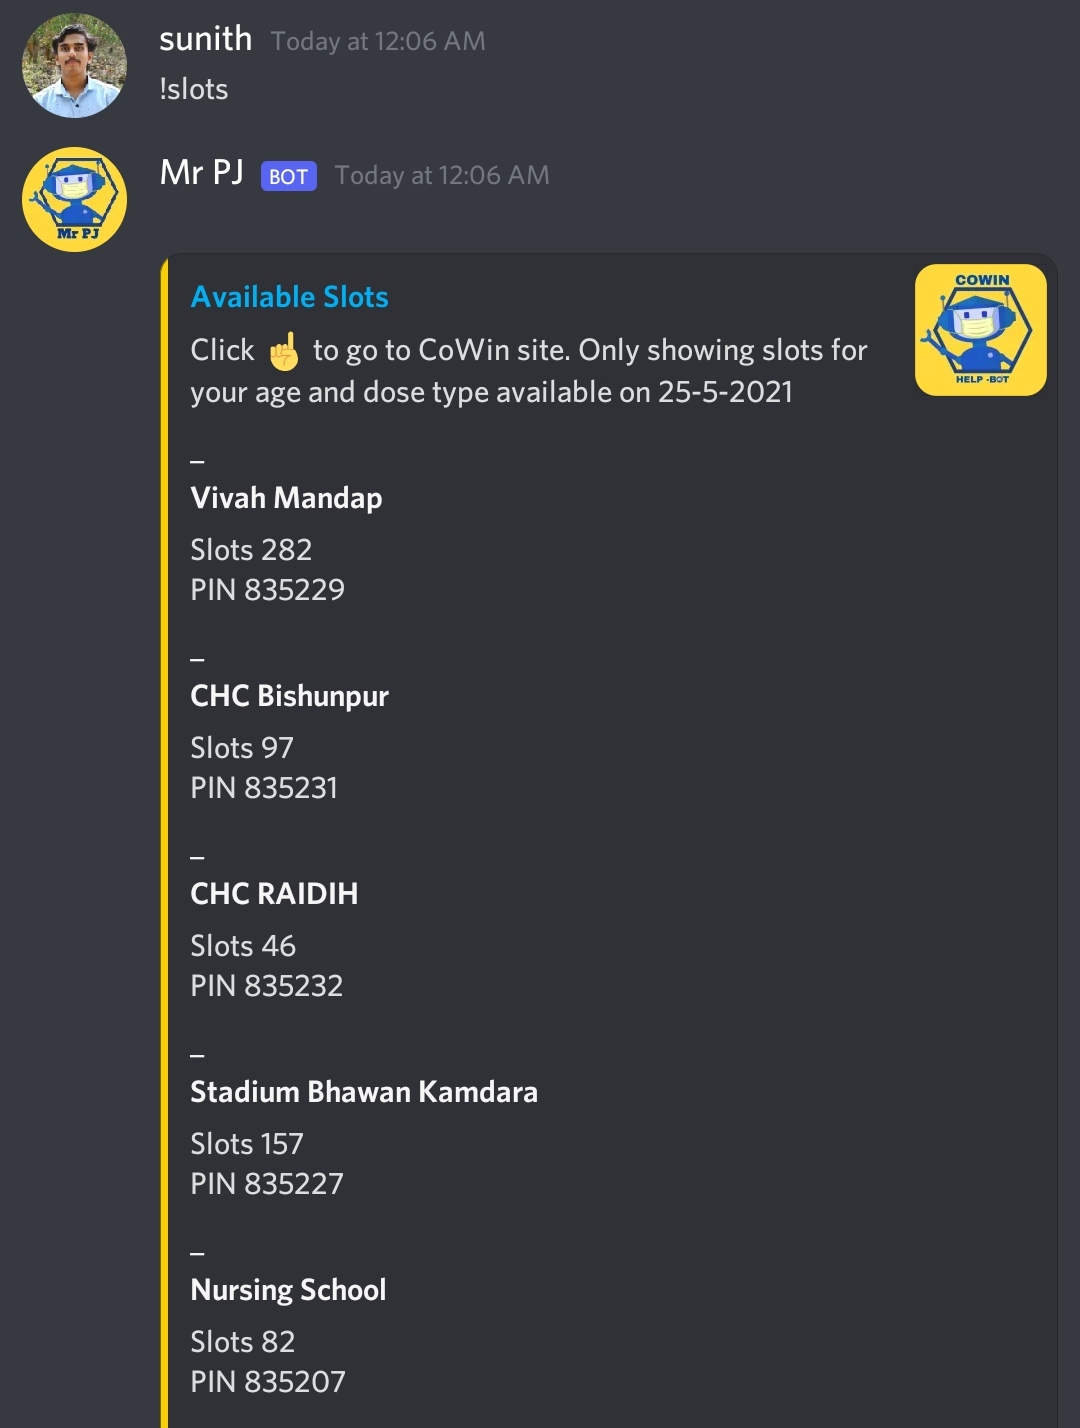 sunith Today at 12:06 AM
!slots
Mr PJ BOT Today at 12:06 AM
Mr PJ
Available Slots
Click ☝ to go to CoWin site. Only showing slots for
your age and dose type available on 25-5-2021
COWIN
HELP -BOT
_
Vivah Mandap
Slots 282
PIN 835229
_
CHC Bishunpur
Slots 97
PIN 835231
_
CHC RAIDIH
Slots 46
PIN 835232
_
Stadium Bhawan Kamdara
Slots 157
PIN 835227
_
Nursing School
Slots 82
PIN 835207